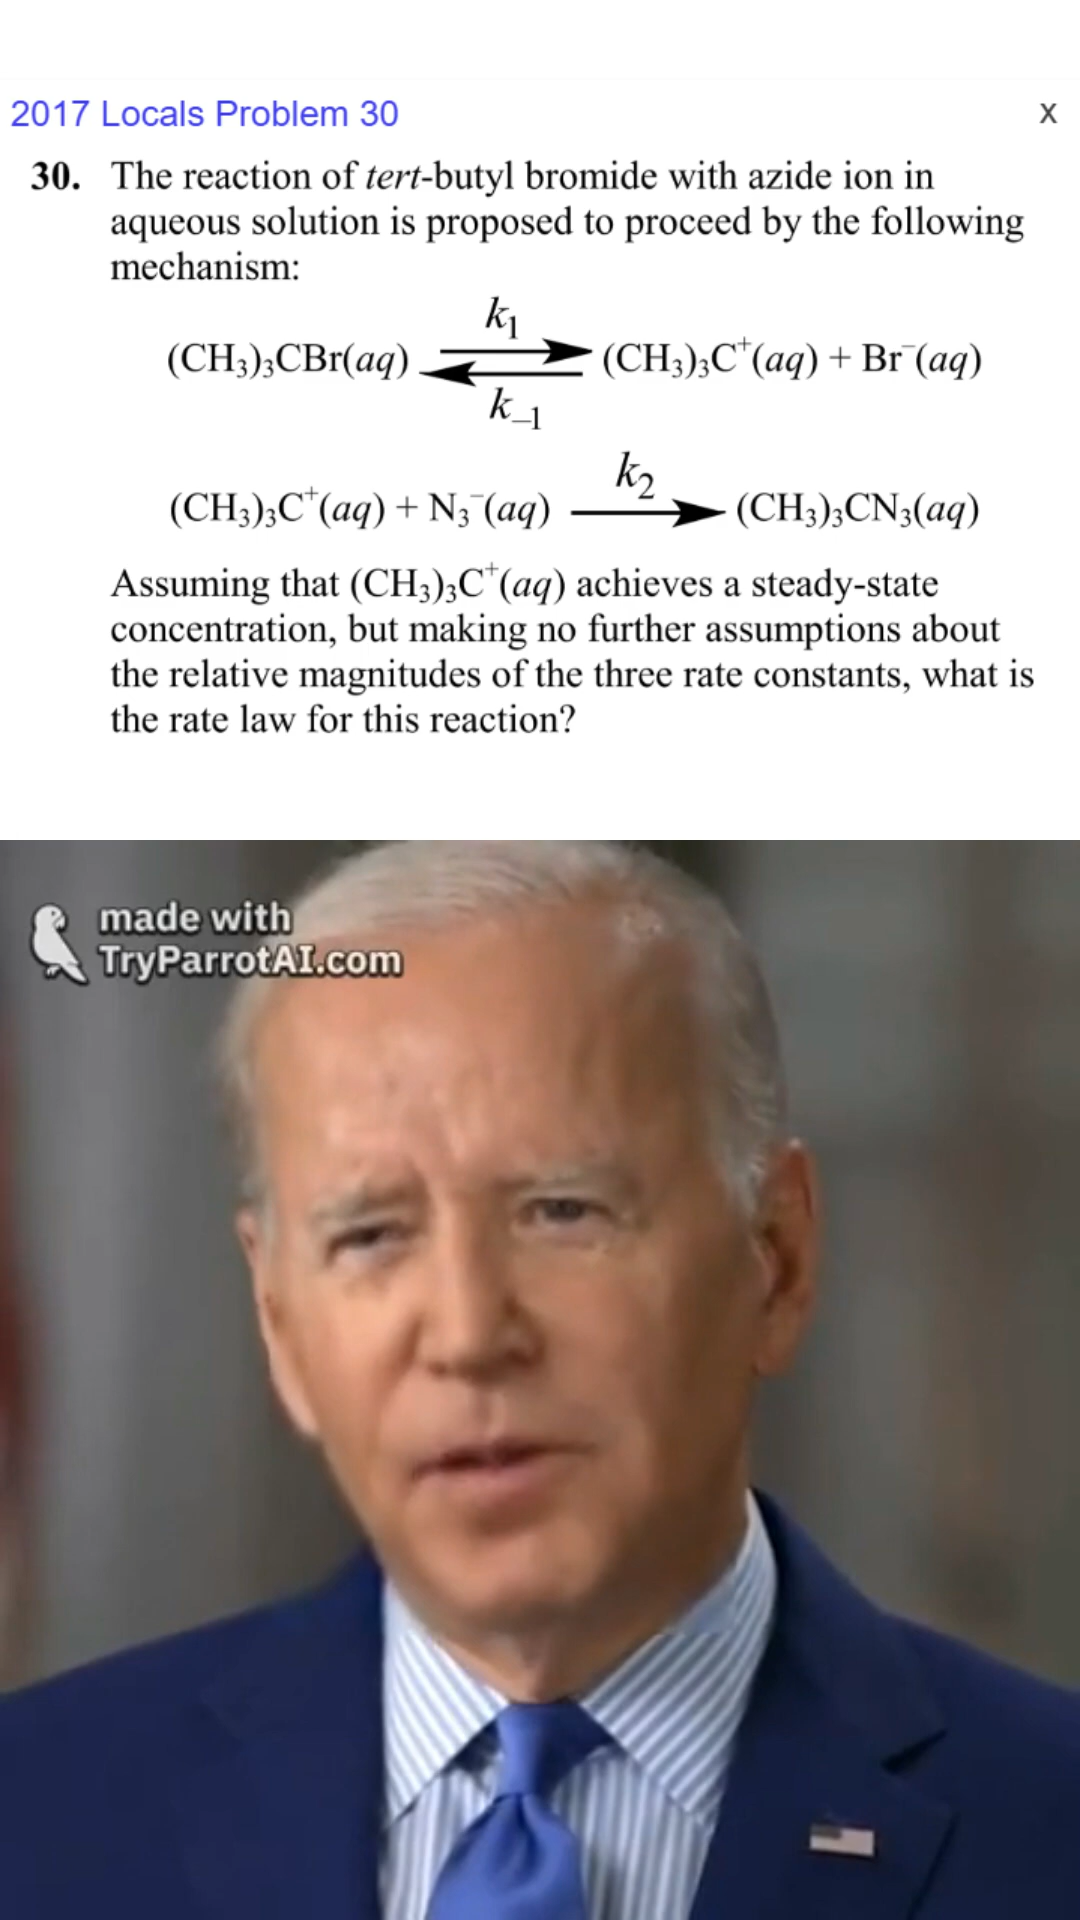 2017 Locals Problem 30 X
30. The reaction of tert-butyl bromide with azide ion in
aqueous solution is proposed to proceed by the following
mechanism:
k₁
(CH₃)₃CBr(aq) ⇌ (CH₃)₃C⁺(aq) + Br⁻(aq)
k₋₁
k₂
(CH₃)₃C⁺(aq) + N₃⁻(aq) → (CH₃)₃CN₃(aq)
Assuming that (CH₃)₃C⁺(aq) achieves a steady-state
concentration, but making no further assumptions about
the relative magnitudes of the three rate constants, what is
the rate law for this reaction?
made with
TryParrotAI.com